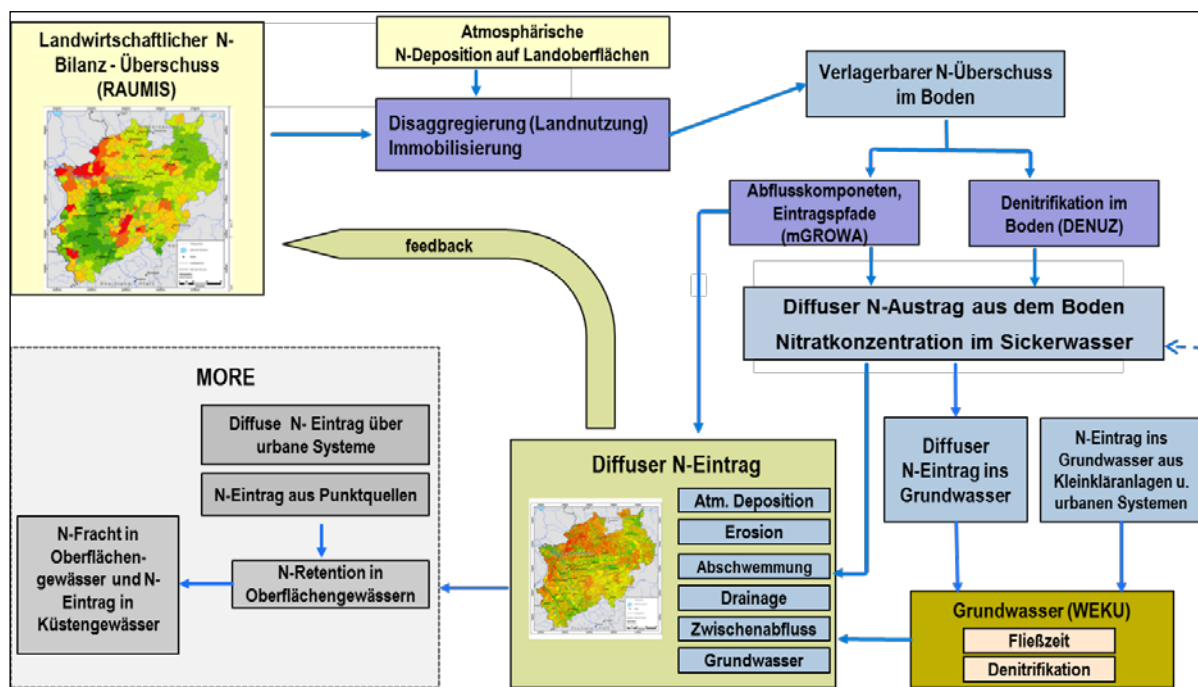 Landwirtschaftlicher N-
Bilanz - Überschuss
(RAUMIS)
Atmosphärische
N-Deposition auf Landoberflächen
Disaggregierung (Landnutzung)
Immobilisierung
Verlagerbarer N-Überschuss
im Boden
Abflusskomponeten,
Eintragspfade
(mGROWA)
Denitrifikation im
Boden (DENUZ)
feedback
Diffuser N-Austrag aus dem Boden
Nitratkonzentration im Sickerwasser
MORE
Diffuse N- Eintrag über
urbane Systeme
N-Eintrag aus Punktquellen
N-Fracht in
Oberflächen-
gewässer und N-
Eintrag in
Küstengewässer
N-Retention in
Oberflächengewässern
Diffuser N-Eintrag
Atm. Deposition
Erosion
Abschwemmung
Drainage
Zwischenabfluss
Grundwasser
Diffuser
N-Eintrag ins
Grundwasser
N-Eintrag ins
Grundwasser aus
Kleinkläranlagen u.
urbanen Systemen
Grundwasser (WEKU)
Fließzeit
Denitrifikation